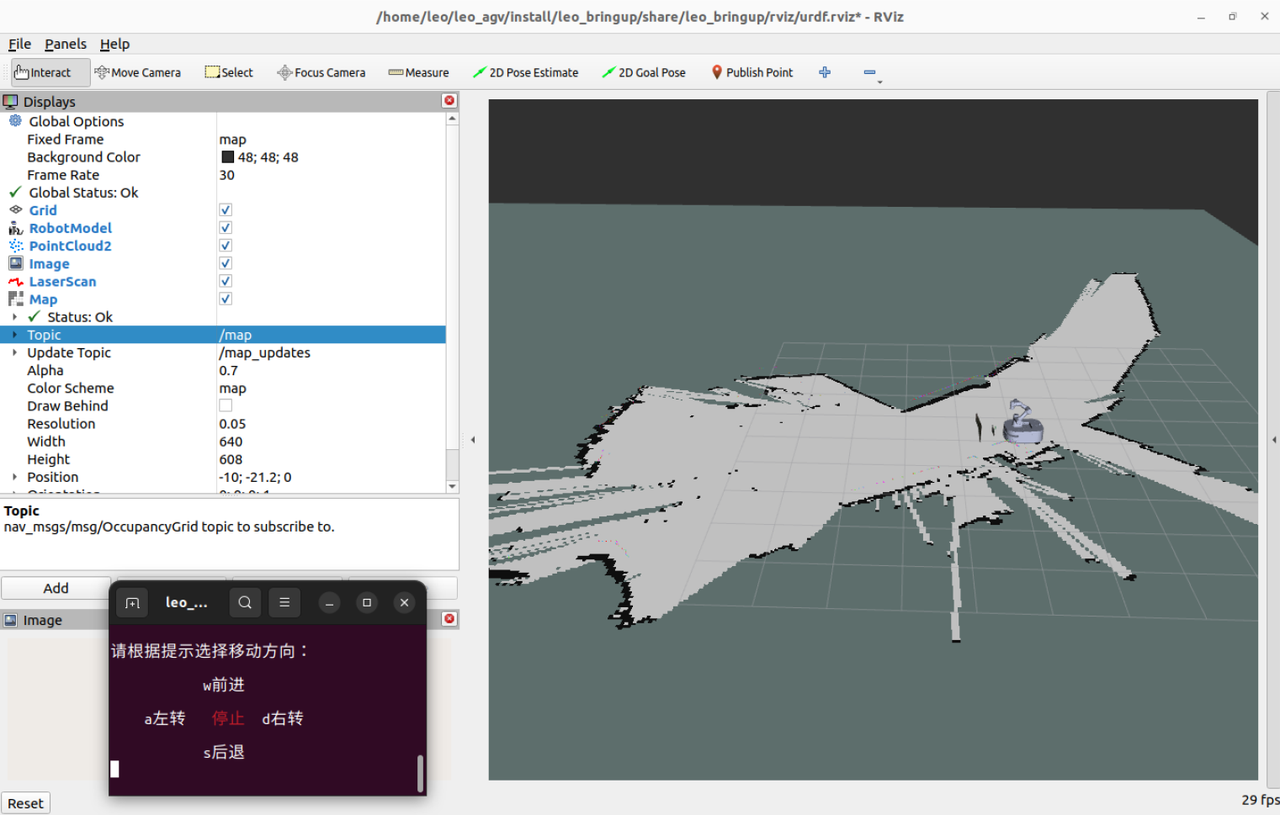 /home/leo/leo_agv/install/leo_bringup/share/leo_bringup/rviz/urdf.rviz* - RViz
File Panels Help
Interact Move Camera Select Focus Camera Measure 2D Pose Estimate 2D Goal Pose Publish Point
Displays
Global Options
Fixed Frame map
Background Color 48; 48; 48
Frame Rate 30
Global Status: Ok
Grid
RobotModel
PointCloud2
Image
LaserScan
Map
Status: Ok
Topic /map
Update Topic /map_updates
Alpha 0.7
Color Scheme map
Draw Behind
Resolution 0.05
Width 640
Height 608
Position -10; -21.2; 0
Orientation 0; 0; 0; 1
Topic
nav_msgs/msg/OccupancyGrid topic to subscribe to.
Add
leo_...
Image
请根据提示选择移动方向：
w前进
a左转 停止 d右转
s后退
Reset
29 fps